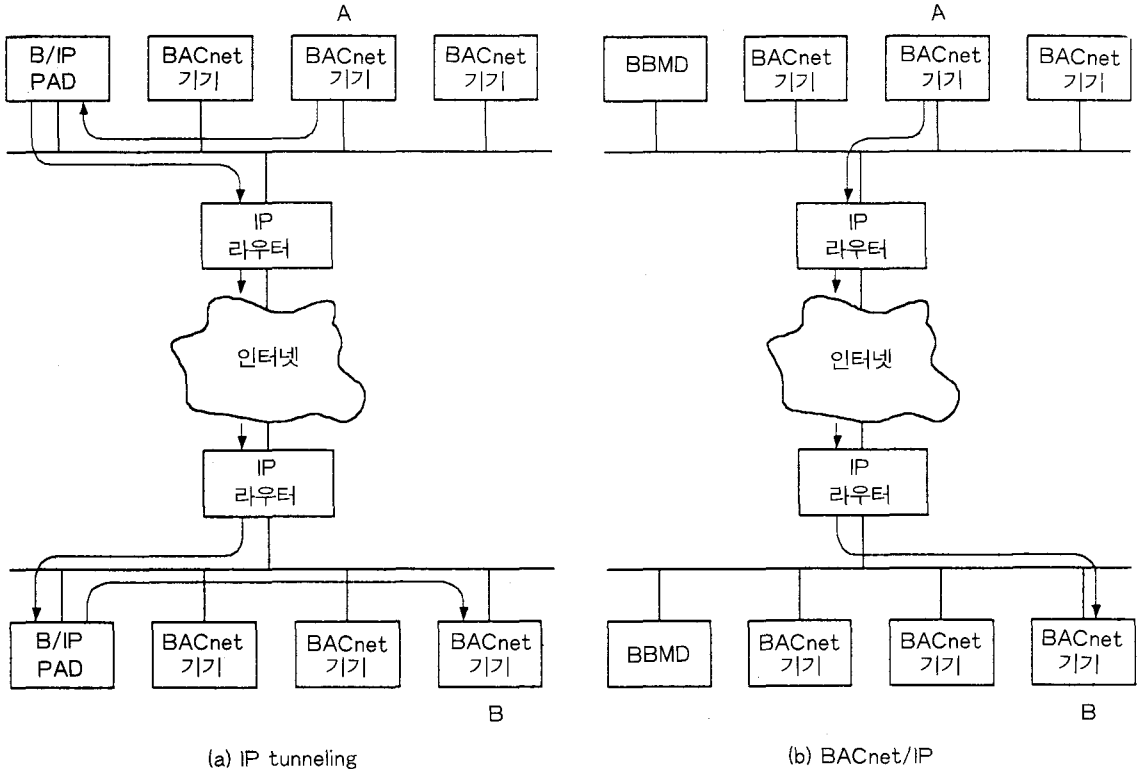 A
B/IP
PAD
BACnet
기기
BACnet
기기
BACnet
기기
IP
라우터
인터넷
IP
라우터
B/IP
PAD
BACnet
기기
BACnet
기기
BACnet
기기
B
(a) IP tunneling
A
BBMD
BACnet
기기
BACnet
기기
BACnet
기기
IP
라우터
인터넷
IP
라우터
BBMD
BACnet
기기
BACnet
기기
BACnet
기기
B
(b) BACnet/IP